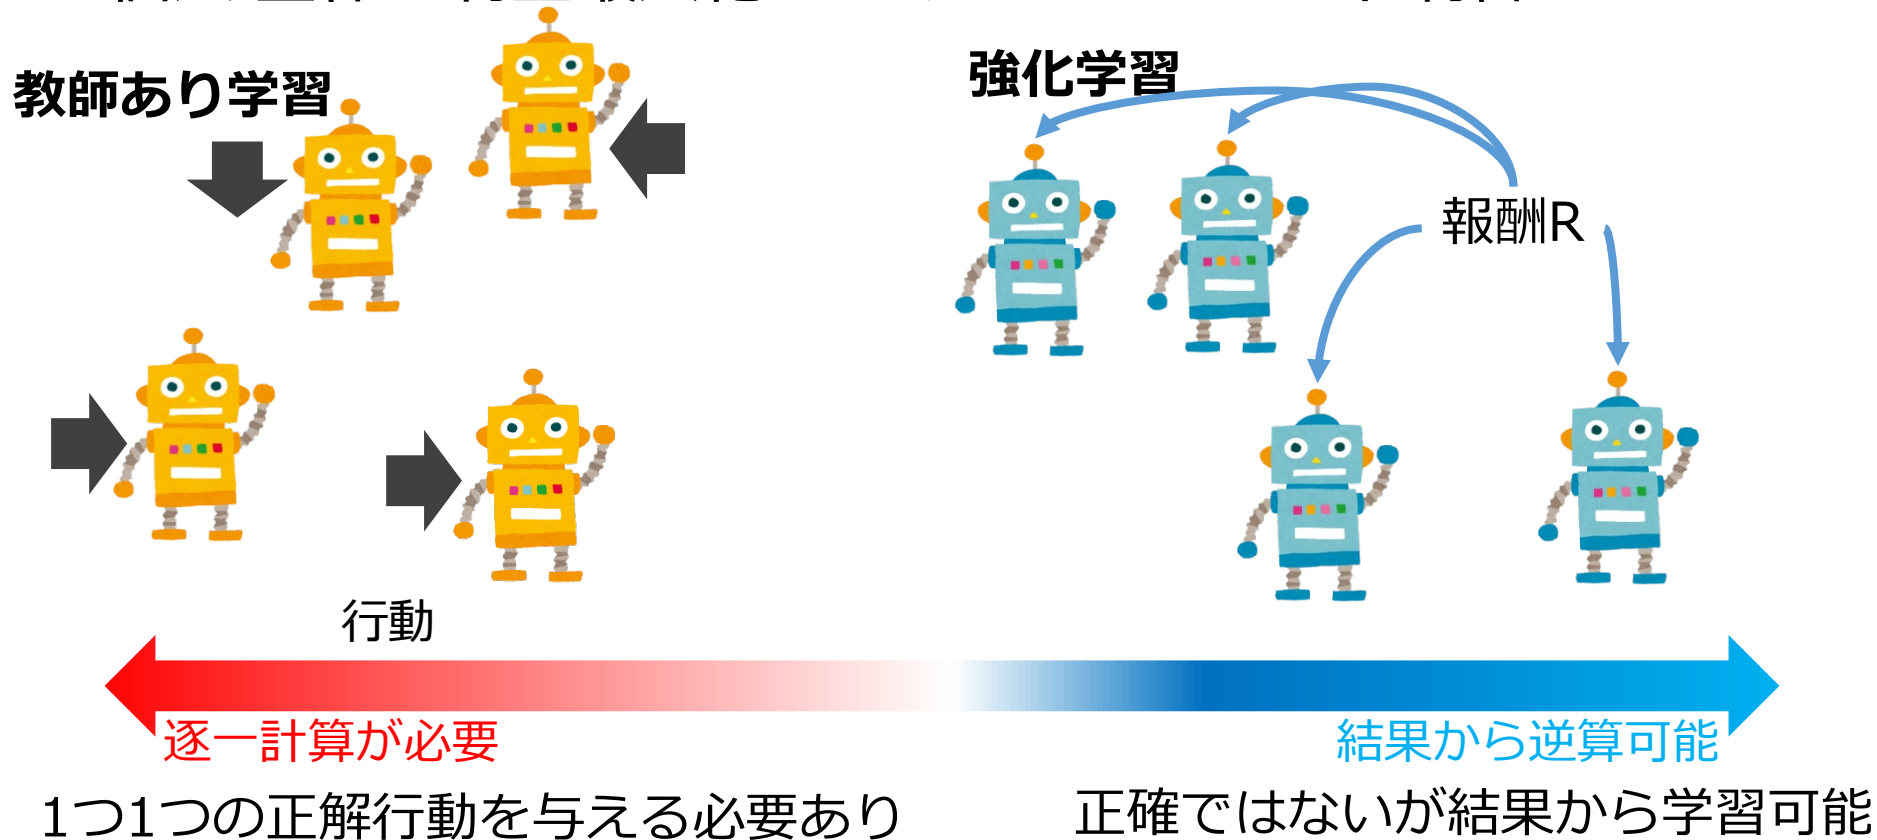 教師あり学習
強化学習
報酬R
行動
逐一計算が必要
結果から逆算可能
1つ1つの正解行動を与える必要あり
正確ではないが結果から学習可能